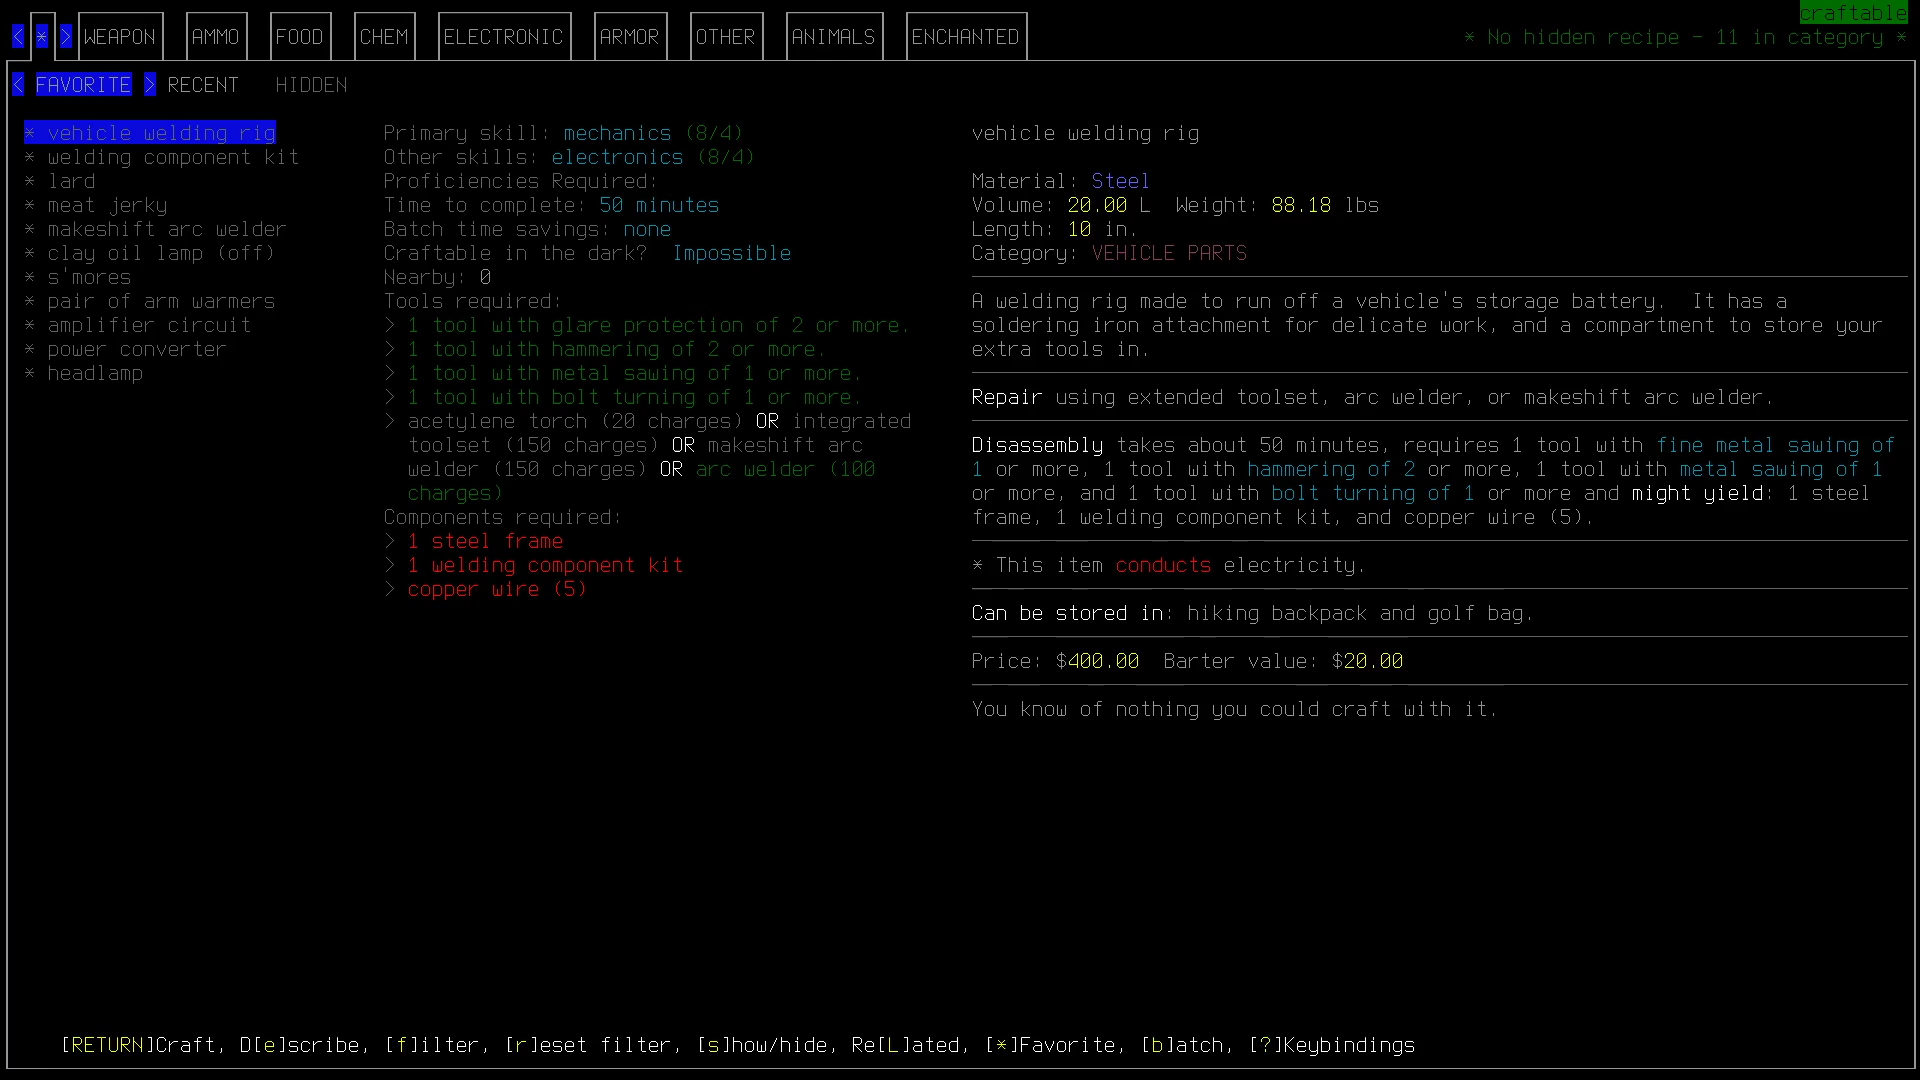 craftable
< * > WEAPON AMMO FOOD CHEM ELECTRONIC ARMOR OTHER ANIMALS ENCHANTED
* No hidden recipe - 11 in category *
< FAVORITE > RECENT HIDDEN
* vehicle welding rig
* welding component kit
* lard
* meat jerky
* makeshift arc welder
* clay oil lamp (off)
* s'mores
* pair of arm warmers
* amplifier circuit
* power converter
* headlamp
Primary skill: mechanics (8/4)
Other skills: electronics (8/4)
Proficiencies Required:
Time to complete: 50 minutes
Batch time savings: none
Craftable in the dark? Impossible
Nearby: 0
Tools required:
> 1 tool with glare protection of 2 or more.
> 1 tool with hammering of 2 or more.
> 1 tool with metal sawing of 1 or more.
> 1 tool with bolt turning of 1 or more.
> acetylene torch (20 charges) OR integrated
toolset (150 charges) OR makeshift arc
welder (150 charges) OR arc welder (100
charges)
Components required:
> 1 steel frame
> 1 welding component kit
> copper wire (5)
vehicle welding rig
Material: Steel
Volume: 20.00 L Weight: 88.18 lbs
Length: 10 in.
Category: VEHICLE PARTS
A welding rig made to run off a vehicle's storage battery. It has a
soldering iron attachment for delicate work, and a compartment to store your
extra tools in.
Repair using extended toolset, arc welder, or makeshift arc welder.
Disassembly takes about 50 minutes, requires 1 tool with fine metal sawing of
1 or more, 1 tool with hammering of 2 or more, 1 tool with metal sawing of 1
or more, and 1 tool with bolt turning of 1 or more and might yield: 1 steel
frame, 1 welding component kit, and copper wire (5).
* This item conducts electricity.
Can be stored in: hiking backpack and golf bag.
Price: $400.00 Barter value: $20.00
You know of nothing you could craft with it.
[RETURN]Craft, D[e]scribe, [f]ilter, [r]eset filter, [s]how/hide, Re[L]ated, [*]Favorite, [b]atch, [?]Keybindings